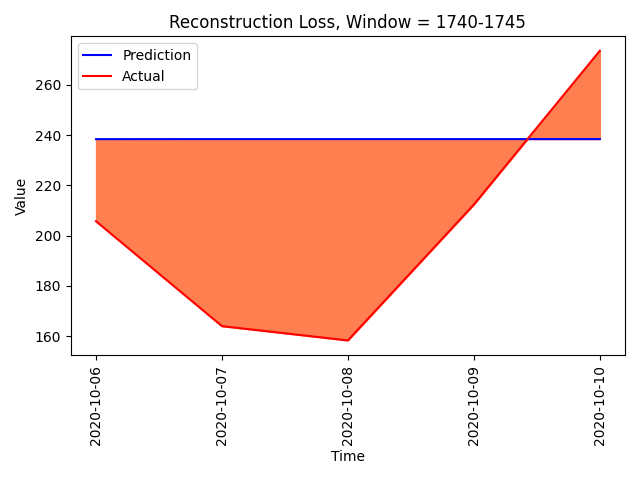 Reconstruction Loss, Window = 1740-1745
Prediction
Actual
260
240
220
200
180
160
Value
2020-10-06
2020-10-07
2020-10-08
2020-10-09
2020-10-10
Time